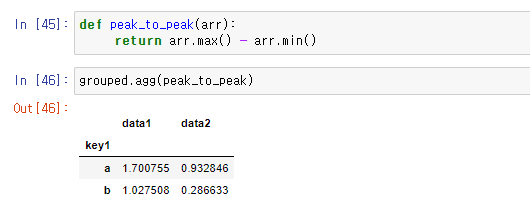 In [45]: def peak_to_peak(arr):
return arr.max() - arr.min()
In [46]: grouped.agg(peak_to_peak)
Out[46]:
data1 data2
key1
a 1.700755 0.932846
b 1.027508 0.286633